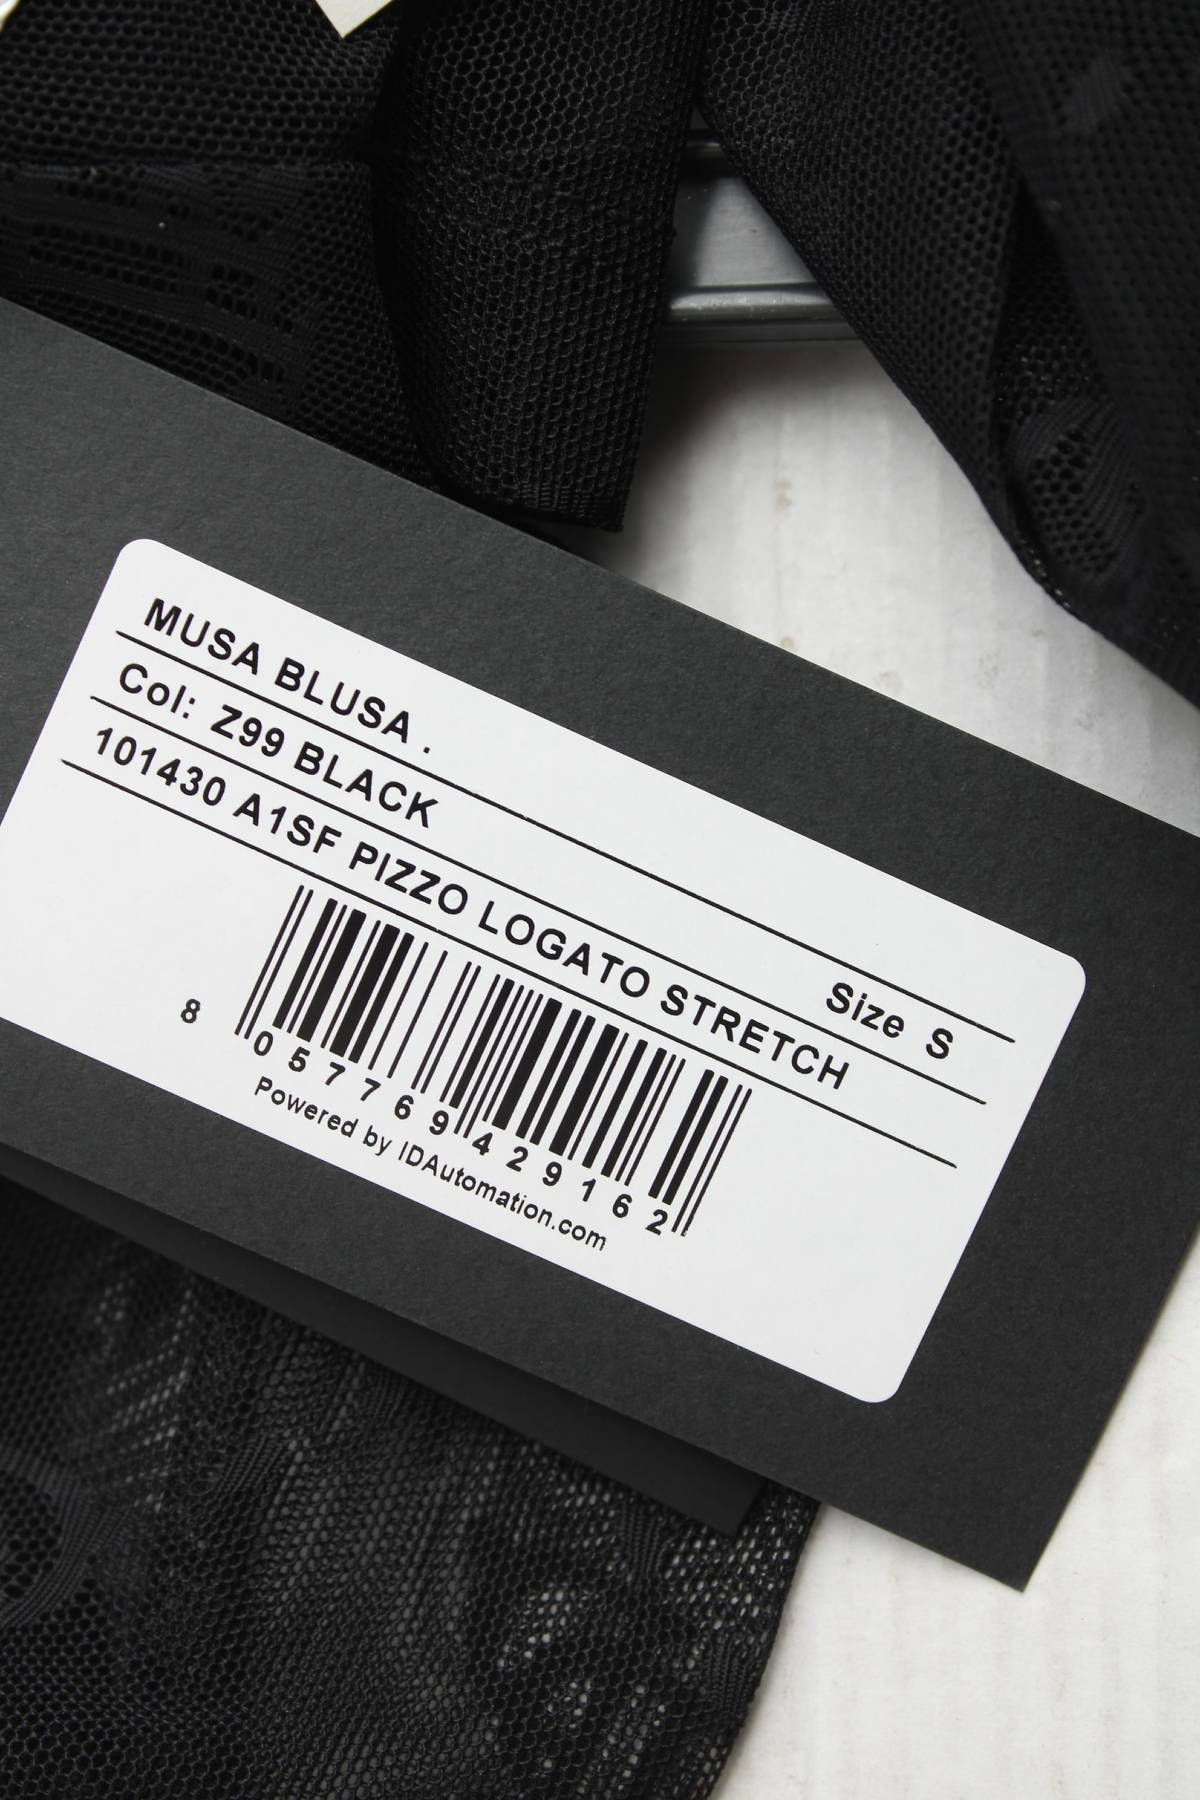 MUSA BLUSA .
Col: Z99 BLACK Size S
101430 A1SF PIZZO LOGATO STRETCH
8 057769 429162
Powered by IDAutomation.com